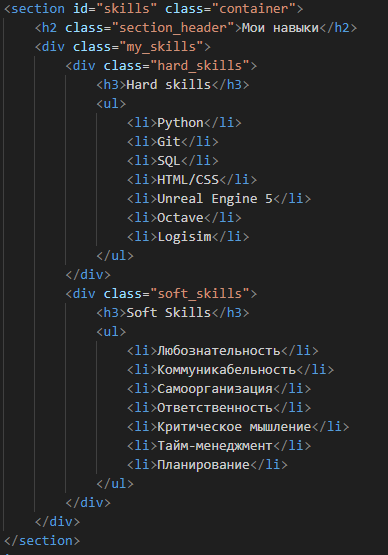 <section id="skills" class="container">
<h2 class="section_header">Мои навыки</h2>
<div class="my_skills">
<div class="hard_skills">
<h3>Hard skills</h3>
<ul>
<li>Python</li>
<li>Git</li>
<li>SQL</li>
<li>HTML/CSS</li>
<li>Unreal Engine 5</li>
<li>Octave</li>
<li>Logisim</li>
</ul>
</div>
<div class="soft_skills">
<h3>Soft Skills</h3>
<ul>
<li>Любознательность</li>
<li>Коммуникабельность</li>
<li>Самоорганизация</li>
<li>Ответственность</li>
<li>Критическое мышление</li>
<li>Тайм-менеджмент</li>
<li>Планирование</li>
</ul>
</div>
</div>
</section>